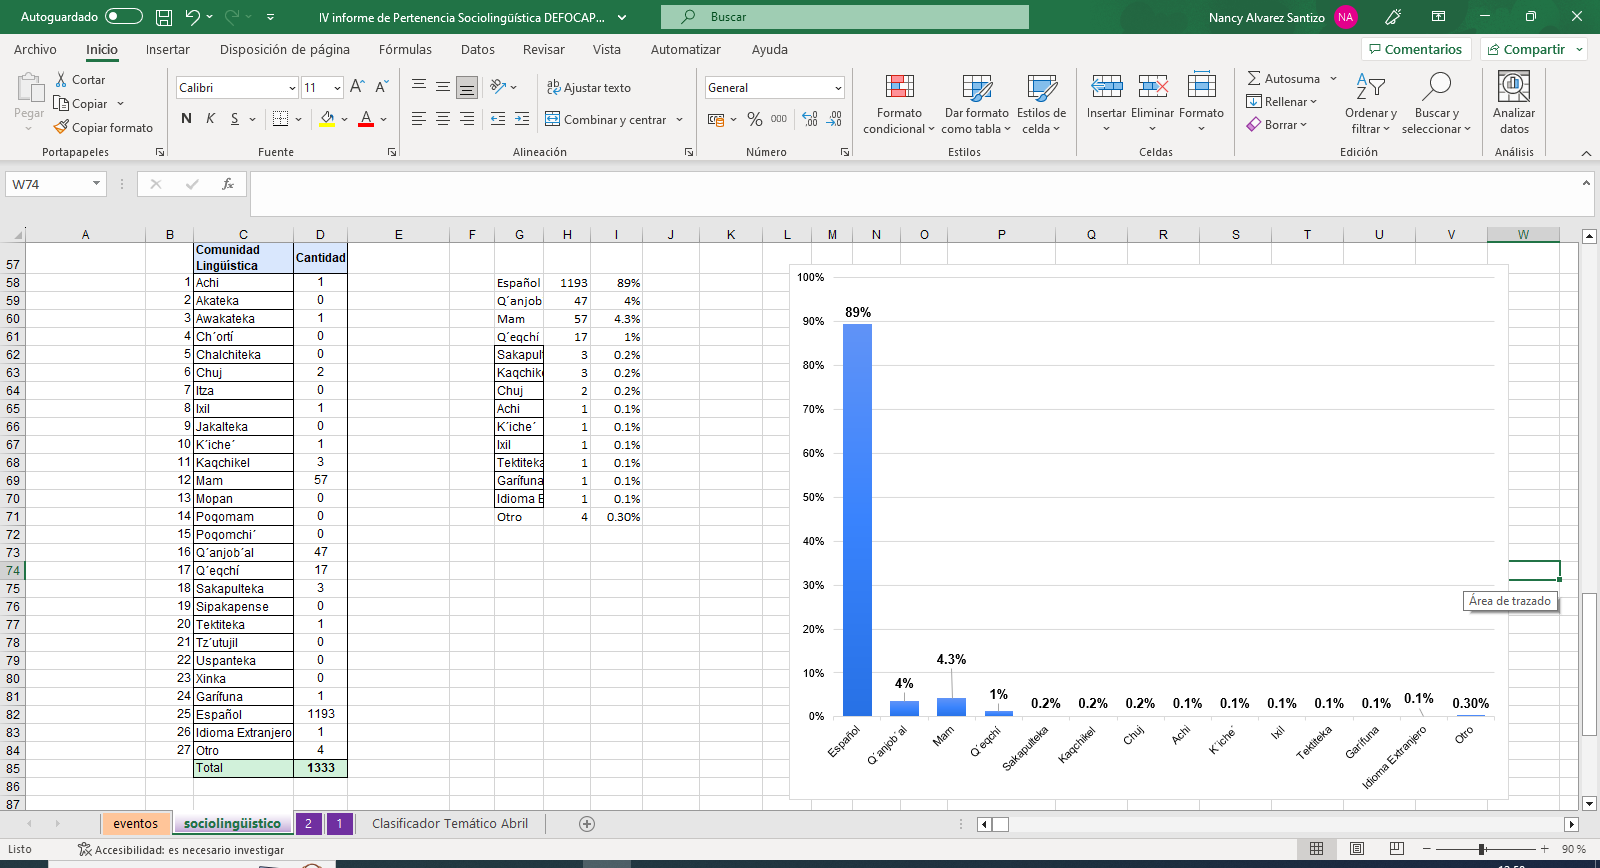 Autoguardado
IV informe de Pertenencia Sociolingüística DEFOCAP...
Buscar
Nancy Alvarez Santizo
NA
Archivo Inicio Insertar Disposición de página Fórmulas Datos Revisar Vista Automatizar Ayuda
Comentarios
Compartir
Pegar
Cortar
Copiar
Copiar formato
Portapapeles
Calibri 11
N K S
Fuente
Ajustar texto
Combinar y centrar
Alineación
General
% 000
Número
Formato condicional
Dar formato como tabla
Estilos de celda
Estilos
Insertar Eliminar Formato
Celdas
Autosuma
Rellenar
Borrar
Ordenar y filtrar
Buscar y seleccionar
Edición
Analizar datos
Análisis
W74
fx
A B C D E F G H I J K L M N O P Q R S T U V W
57 Comunidad Lingüística Cantidad
58 1 Achi 1 Español 1193 89%
59 2 Akateka 0 Q´anjob 47 4%
60 3 Awakateka 1 Mam 57 4.3%
61 4 Ch´ortí 0 Q´eqchí 17 1%
62 5 Chalchiteka 0 Sakapult 3 0.2%
63 6 Chuj 2 Kaqchik 3 0.2%
64 7 Itza 0 Chuj 2 0.2%
65 8 Ixil 1 Achi 1 0.1%
66 9 Jakalteka 0 K´iche´ 1 0.1%
67 10 K´iche´ 1 Ixil 1 0.1%
68 11 Kaqchikel 3 Tektiteka 1 0.1%
69 12 Mam 57 Garífuna 1 0.1%
70 13 Mopan 0 Idioma E 1 0.1%
71 14 Poqomam 0 Otro 4 0.30%
72 15 Poqomchi´ 0
73 16 Q´anjob´al 47
74 17 Q´eqchí 17
75 18 Sakapulteka 3
76 19 Sipakapense 0
77 20 Tektiteka 1
78 21 Tz´utujil 0
79 22 Uspanteka 0
80 23 Xinka 0
81 24 Garífuna 1
82 25 Español 1193
83 26 Idioma Extranjero 1
84 27 Otro 4
85 Total 1333
86
87
100%
90%
80%
70%
60%
50%
40%
30%
20%
10%
0%
89% 4% 4.3% 1% 0.2% 0.2% 0.2% 0.1% 0.1% 0.1% 0.1% 0.1% 0.1% 0.30%
Español Q´anjob´al Mam Q´eqchí Sakapulteka Kaqchikel Chuj Achi K´iche´ Ixil Tektiteka Garífuna Idioma Extranjero Otro
Área de trazado
eventos sociolingüistico 2 1 Clasificador Temático Abril
Listo
Accesibilidad: es necesario investigar
90 %